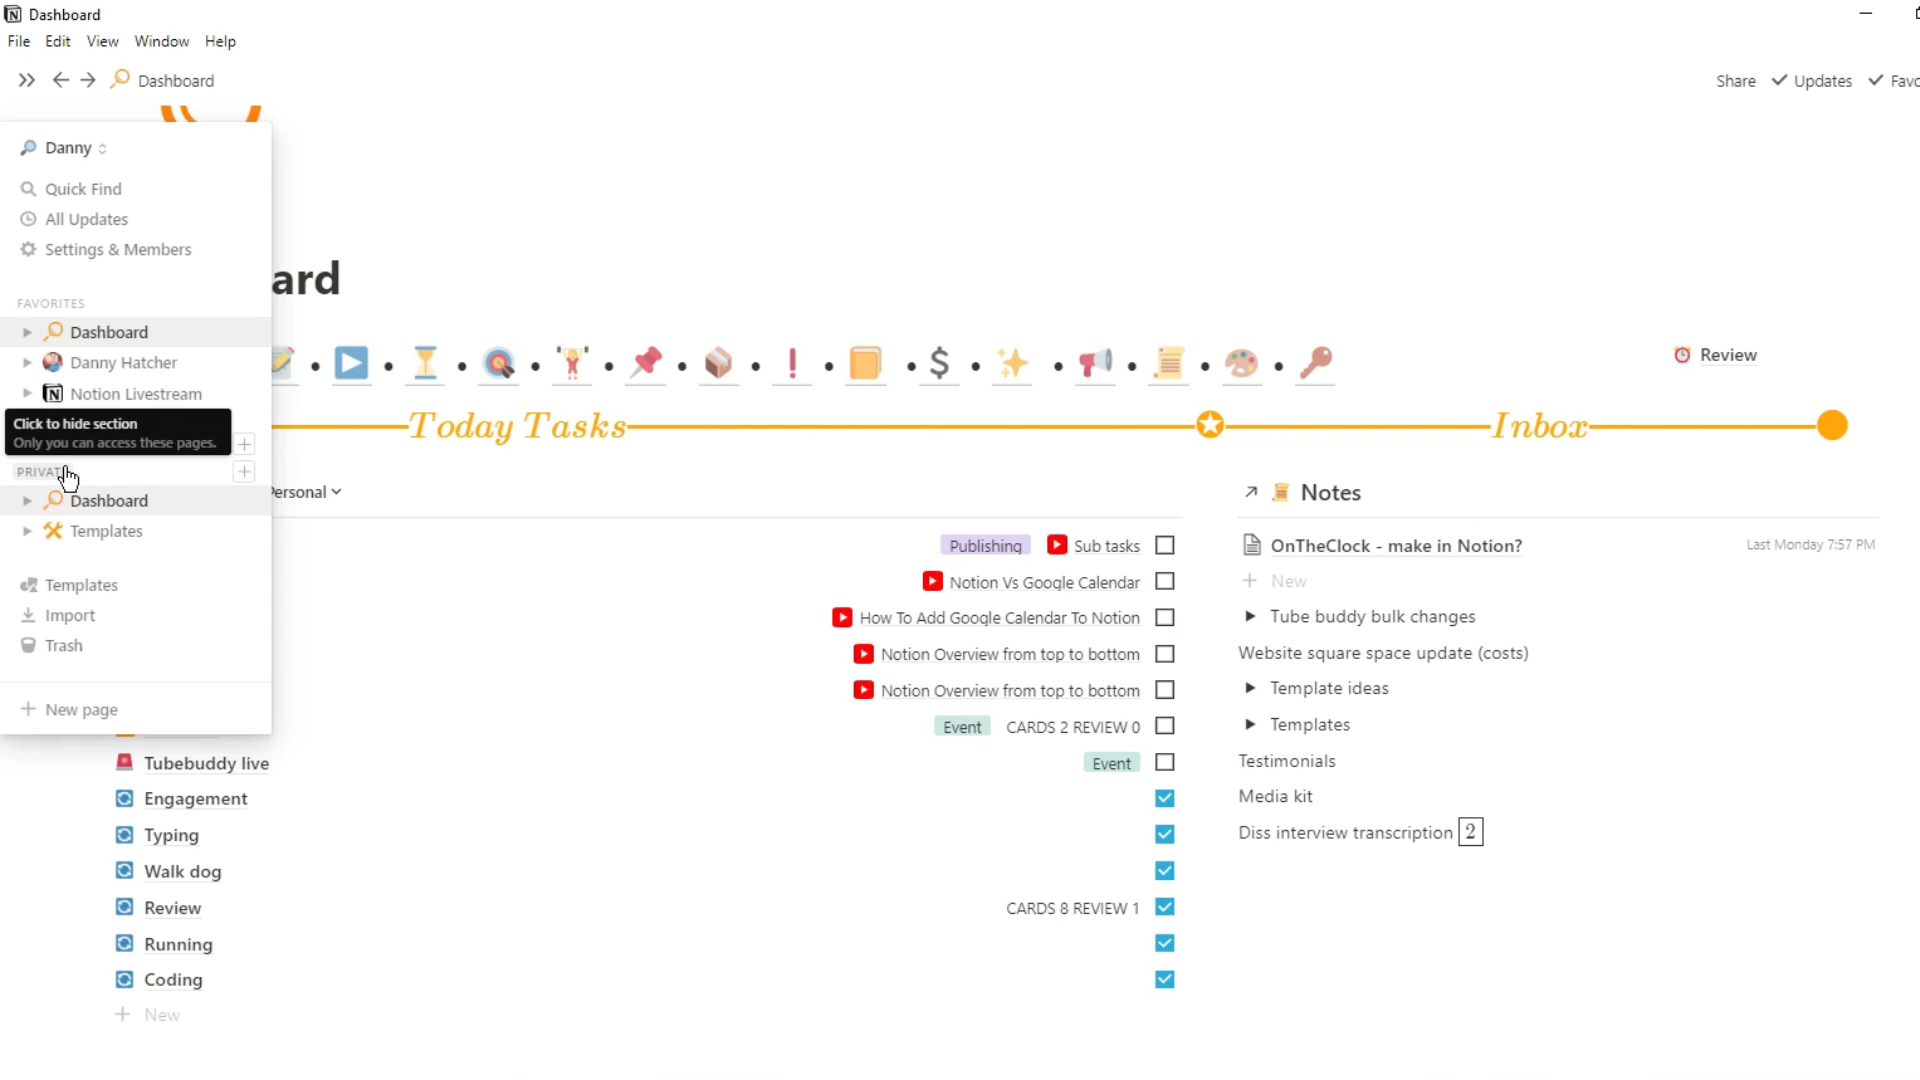 Dashboard
File Edit View Window Help
Dashboard
Share Updates Favo
Danny
Quick Find
All Updates
Settings & Members
ard
FAVORITES
Dashboard
Danny Hatcher
Notion Livestream
Review
Click to hide section
Only you can access these pages.
Today Tasks
Inbox
PRIVAT
Dashboard
Templates
Templates
Import
Trash
New page
Personal
Publishing Sub tasks
Notion Vs Google Calendar
How To Add Google Calendar To Notion
Notion Overview from top to bottom
Notion Overview from top to bottom
Event CARDS 2 REVIEW 0
Tubebuddy live Event
Engagement
Typing
Walk dog
Review CARDS 8 REVIEW 1
Running
Coding
New
Notes
OnTheClock - make in Notion? Last Monday 7:57 PM
New
Tube buddy bulk changes
Website square space update (costs)
Template ideas
Templates
Testimonials
Media kit
Diss interview transcription 2